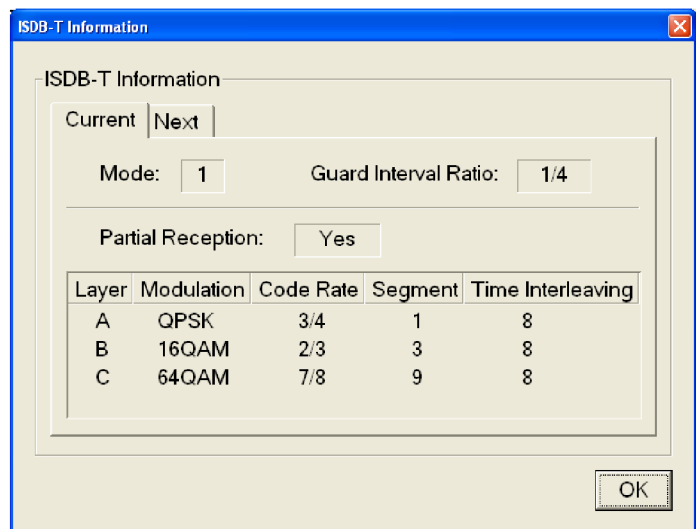 ISDB-T Information
ISDB-T Information
Current Next
Mode: 1 Guard Interval Ratio: 1/4
Partial Reception: Yes
Layer Modulation Code Rate Segment Time Interleaving
A QPSK 3/4 1 8
B 16QAM 2/3 3 8
C 64QAM 7/8 9 8
OK